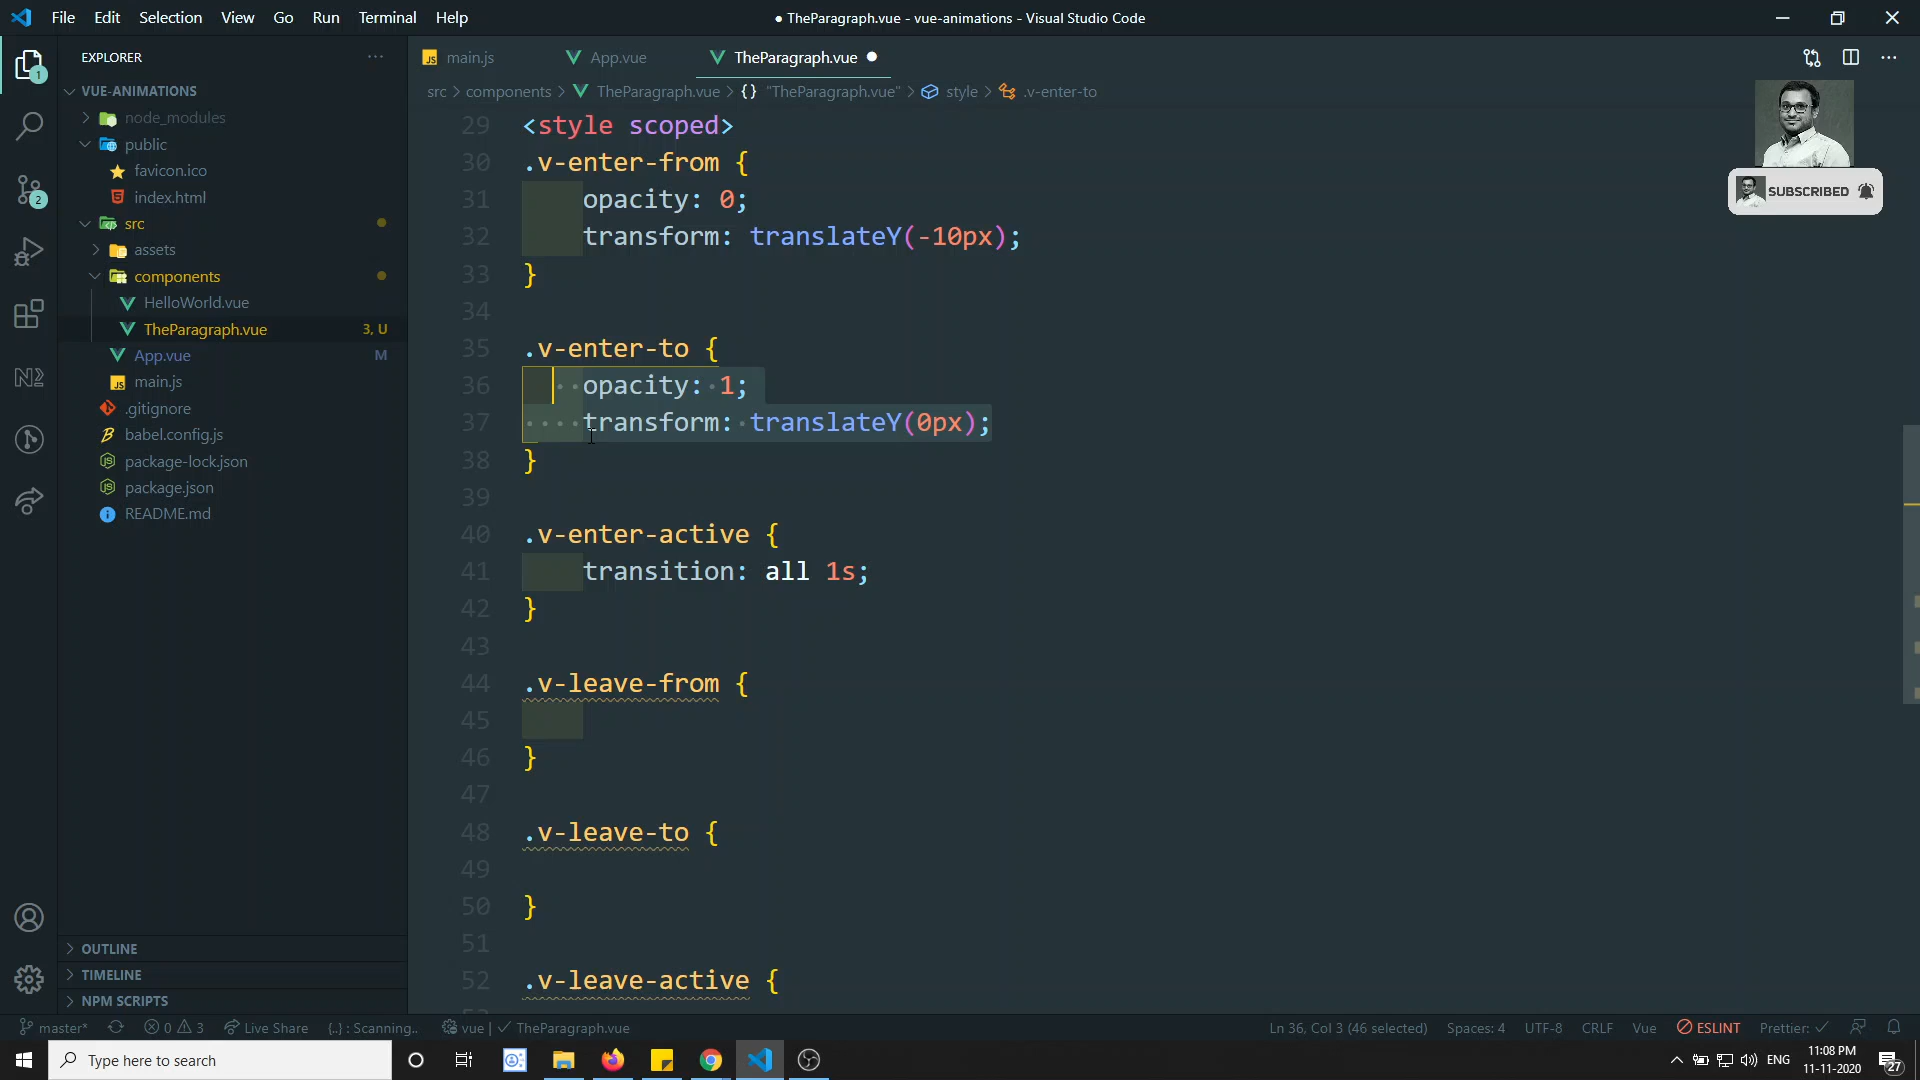 File Edit Selection View Go Run Terminal Help
● TheParagraph.vue - vue-animations - Visual Studio Code
EXPLORER
VUE-ANIMATIONS
node_modules
public
favicon.ico
index.html
src
assets
components
HelloWorld.vue
TheParagraph.vue 3, U
App.vue M
main.js
.gitignore
babel.config.js
package-lock.json
package.json
README.md
OUTLINE
TIMELINE
NPM SCRIPTS
1
2
JS main.js App.vue TheParagraph.vue ●
src > components > TheParagraph.vue > {} "TheParagraph.vue" > style > .v-enter-to
SUBSCRIBED
29 <style scoped>
30 .v-enter-from {
31 opacity: 0;
32 transform: translateY(-10px);
33 }
34
35 .v-enter-to {
36 opacity: 1;
37 transform: translateY(0px);
38 }
39
40 .v-enter-active {
41 transition: all 1s;
42 }
43
44 .v-leave-from {
45
46 }
47
48 .v-leave-to {
49
50 }
51
52 .v-leave-active {
master* 0 3 Live Share {..} : Scanning.. vue | ✓ TheParagraph.vue Ln 36, Col 3 (46 selected) Spaces: 4 UTF-8 CRLF Vue ESLINT Prettier: ✓
Type here to search
ENG
11:08 PM
11-11-2020
27